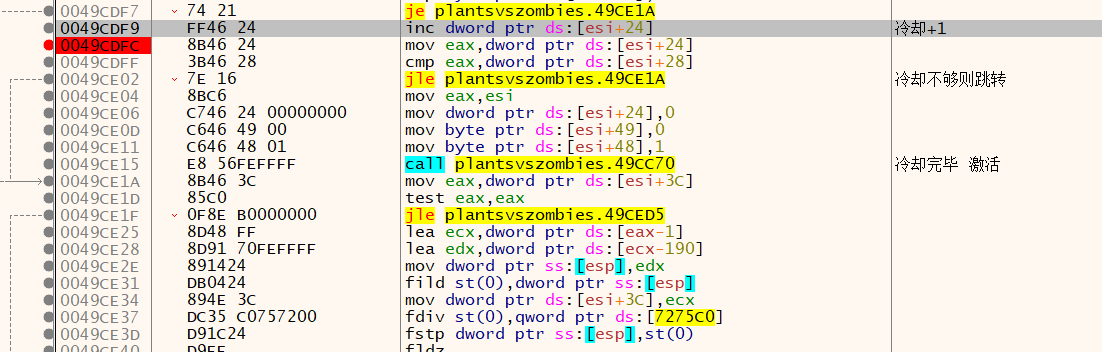 0049CDF7 74 21 je plantsvszombies.49CE1A
0049CDF9 FF46 24 inc dword ptr ds:[esi+24] 冷却+1
0049CDFC 8B46 24 mov eax,dword ptr ds:[esi+24]
0049CDFF 3B46 28 cmp eax,dword ptr ds:[esi+28]
0049CE02 7E 16 jle plantsvszombies.49CE1A 冷却不够则跳转
0049CE04 8BC6 mov eax,esi
0049CE06 C746 24 00000000 mov dword ptr ds:[esi+24],0
0049CE0D C646 49 00 mov byte ptr ds:[esi+49],0
0049CE11 C646 48 01 mov byte ptr ds:[esi+48],1
0049CE15 E8 56FEFFFF call plantsvszombies.49CC70 冷却完毕 激活
0049CE1A 8B46 3C mov eax,dword ptr ds:[esi+3C]
0049CE1D 85C0 test eax,eax
0049CE1F 0F8E B0000000 jle plantsvszombies.49CED5
0049CE25 8D48 FF lea ecx,dword ptr ds:[eax-1]
0049CE28 8D91 70FEFFFF lea edx,dword ptr ds:[ecx-190]
0049CE2E 891424 mov dword ptr ss:[esp],edx
0049CE31 DB0424 fild st(0),dword ptr ss:[esp]
0049CE34 894E 3C mov dword ptr ds:[esi+3C],ecx
0049CE37 DC35 C0757200 fdiv st(0),qword ptr ds:[7275C0]
0049CE3D D91C24 fstp dword ptr ss:[esp],st(0)
0049CE40 D9EE fldz